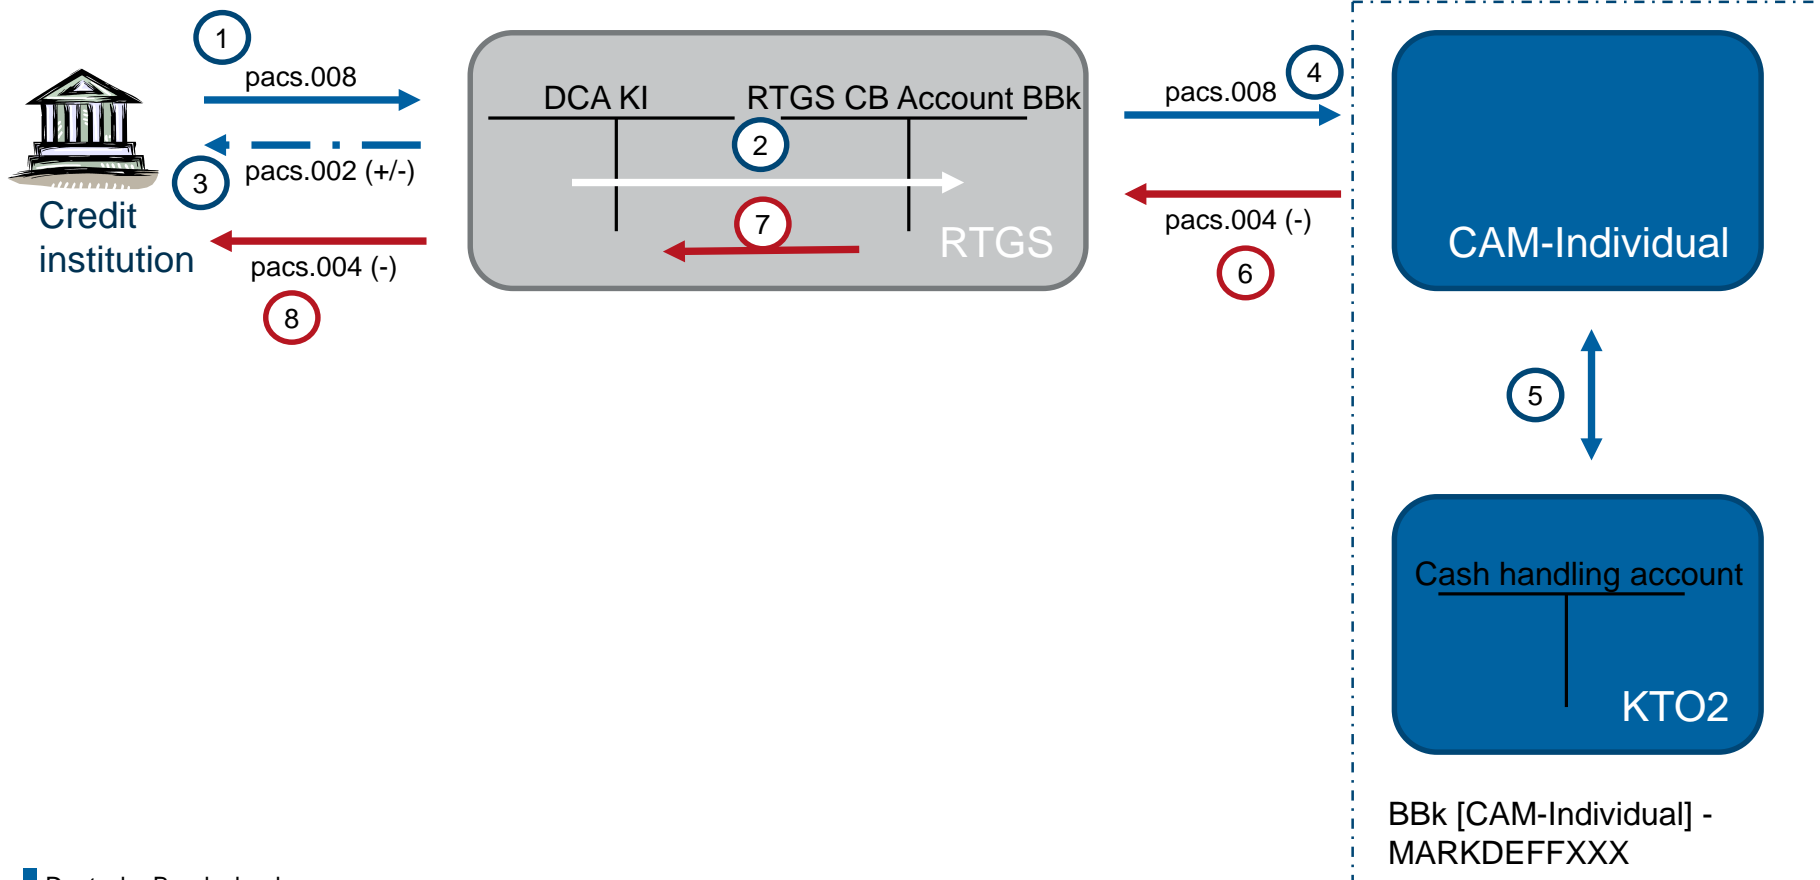 1
pacs.008
pacs.002 (+/-)
3
Credit
institution
pacs.004 (-)
8
DCA KI
RTGS CB Account BBk
2
7
RTGS
pacs.008
4
pacs.004 (-)
6
CAM-Individual
5
Cash handling account
KTO2
BBk [CAM-Individual] -
MARKDEFFXXX